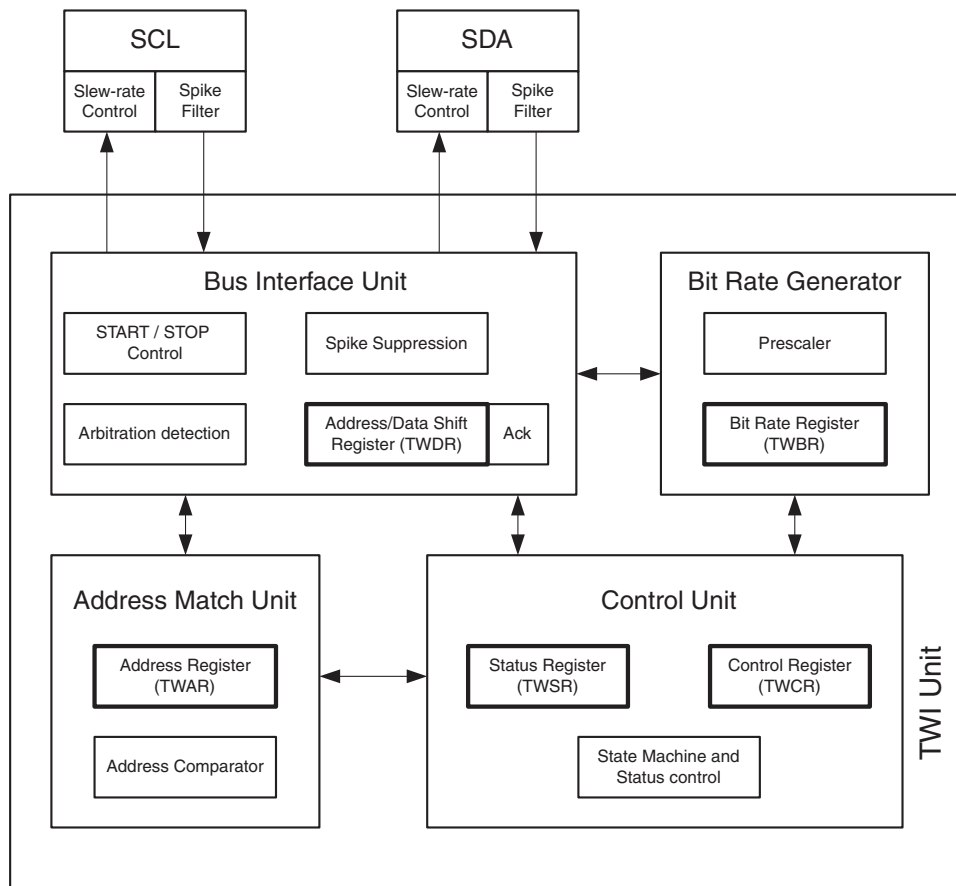 SCL
Slew-rate
Control
Spike
Filter
SDA
Slew-rate
Control
Spike
Filter
Bus Interface Unit
START / STOP
Control
Spike Suppression
Arbitration detection
Address/Data Shift
Register (TWDR)
Ack
Bit Rate Generator
Prescaler
Bit Rate Register
(TWBR)
Address Match Unit
Address Register
(TWAR)
Address Comparator
Control Unit
Status Register
(TWSR)
Control Register
(TWCR)
State Machine and
Status control
TWI Unit